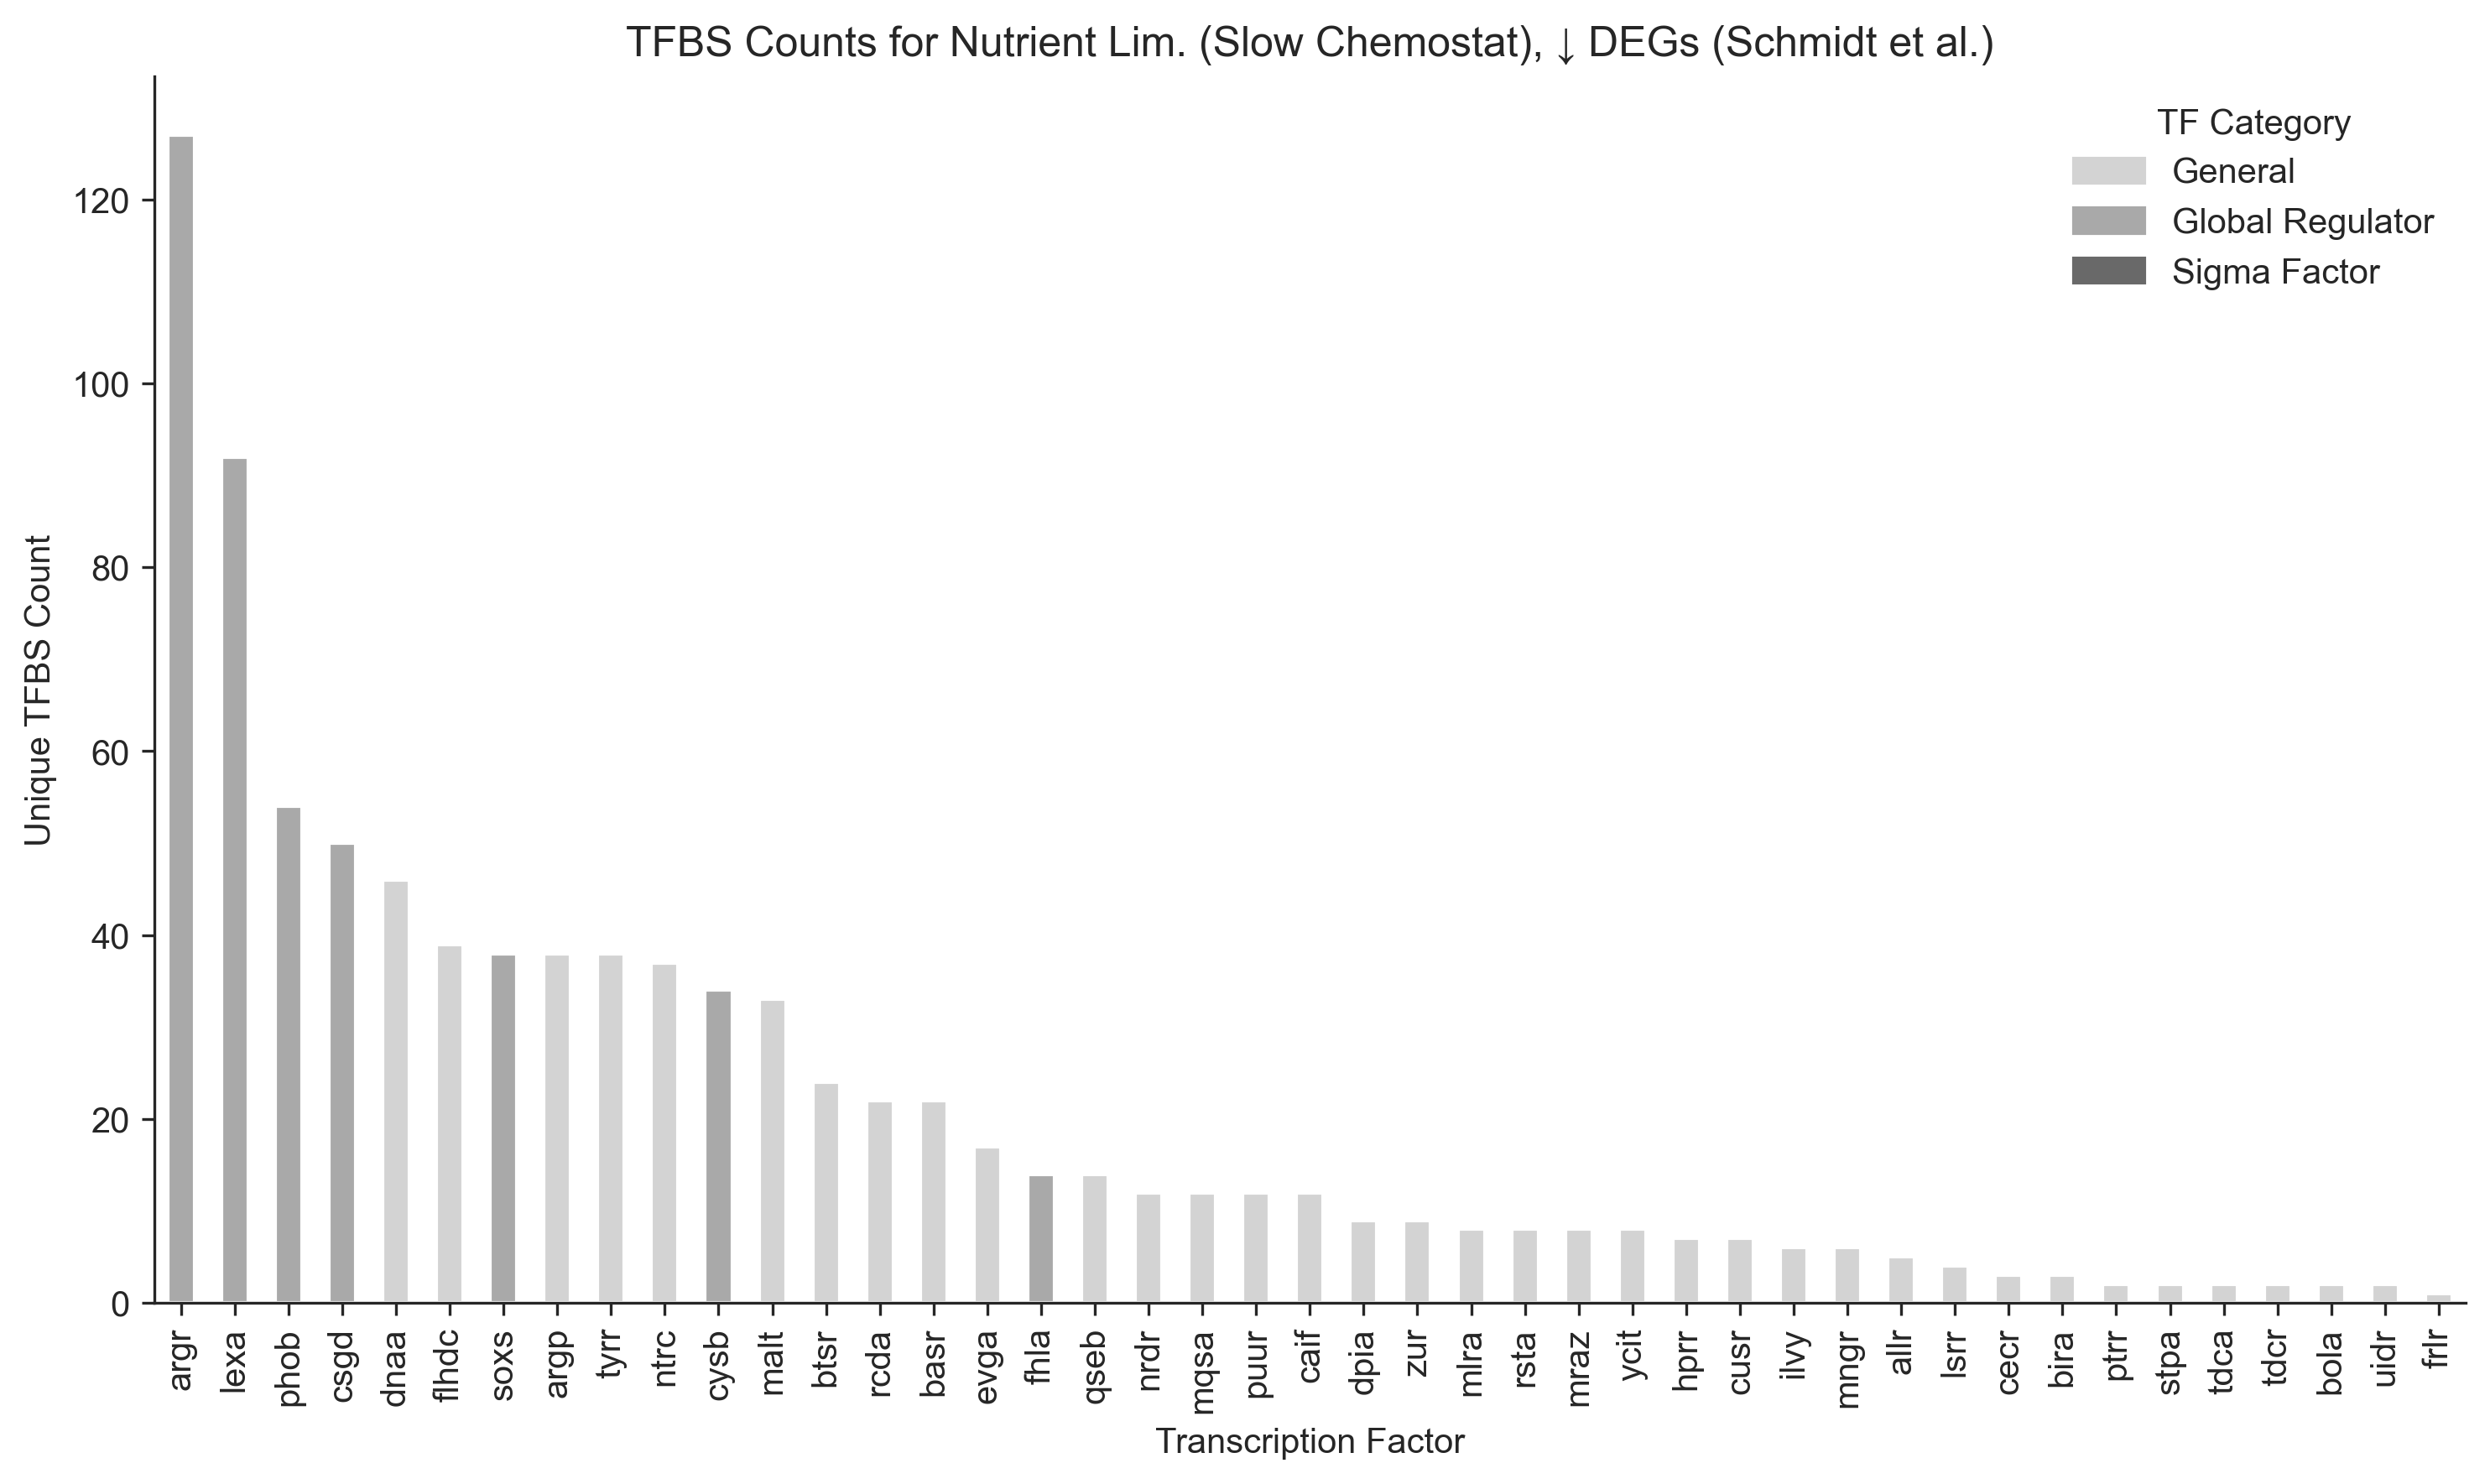 TFBS Counts for Nutrient Lim. (Slow Chemostat), ↓ DEGs (Schmidt et al.)
TF Category
General
Global Regulator
Sigma Factor
Unique TFBS Count
120
100
80
60
40
20
0
argr
lexa
phob
csgd
dnaa
flhdc
soxs
argp
tyrr
ntrc
cysb
malt
btsr
rcda
basr
evga
fhla
qseb
nrdr
mqsa
puur
caif
dpia
zur
mlra
rsta
mraz
ycit
hprr
cusr
ilvy
mngr
allr
lsrr
cecr
bira
ptrr
stpa
tdca
tdcr
bola
uidr
frlr
Transcription Factor